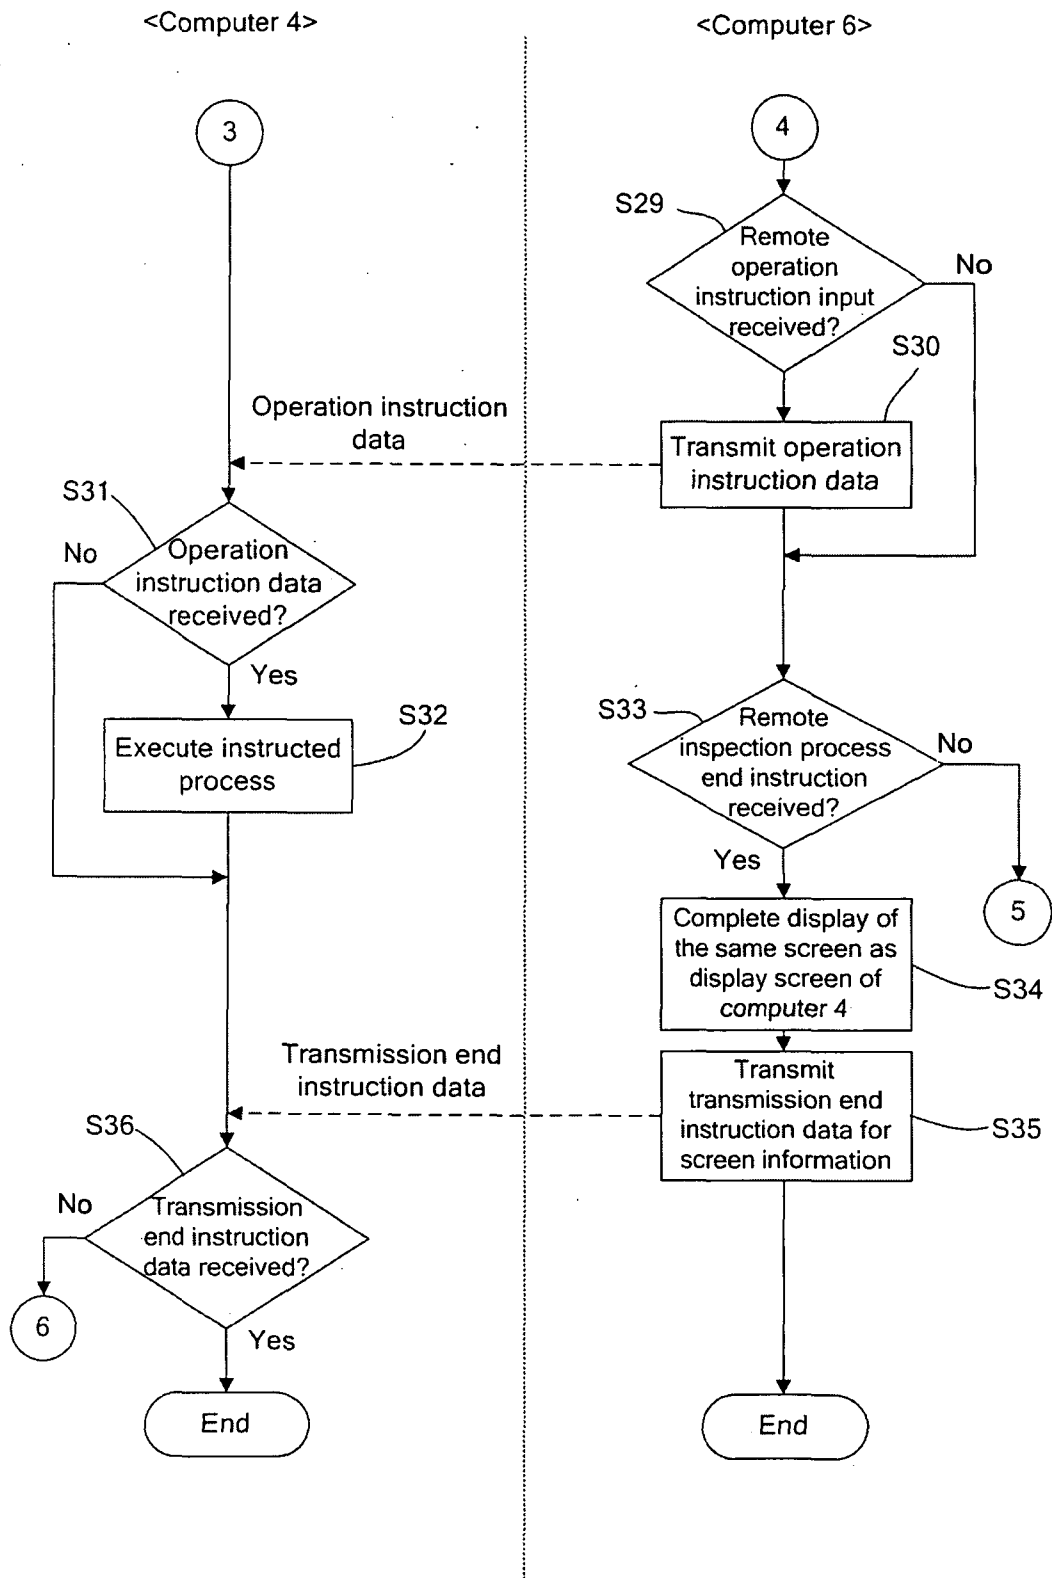 <Computer 4>
<Computer 6>
3
4
S29
Remote
operation
instruction input
received?
No
S30
Operation instruction
data
Transmit operation
instruction data
S31
No
Operation
instruction data
received?
Yes
S32
Execute instructed
process
S33
Remote
inspection process
end instruction
received?
No
Yes
5
Complete display of
the same screen as
display screen of
computer 4
S34
Transmission end
instruction data
Transmit
transmission end
instruction data for
screen information
S35
S36
No
Transmission
end instruction
data received?
6
Yes
End
End